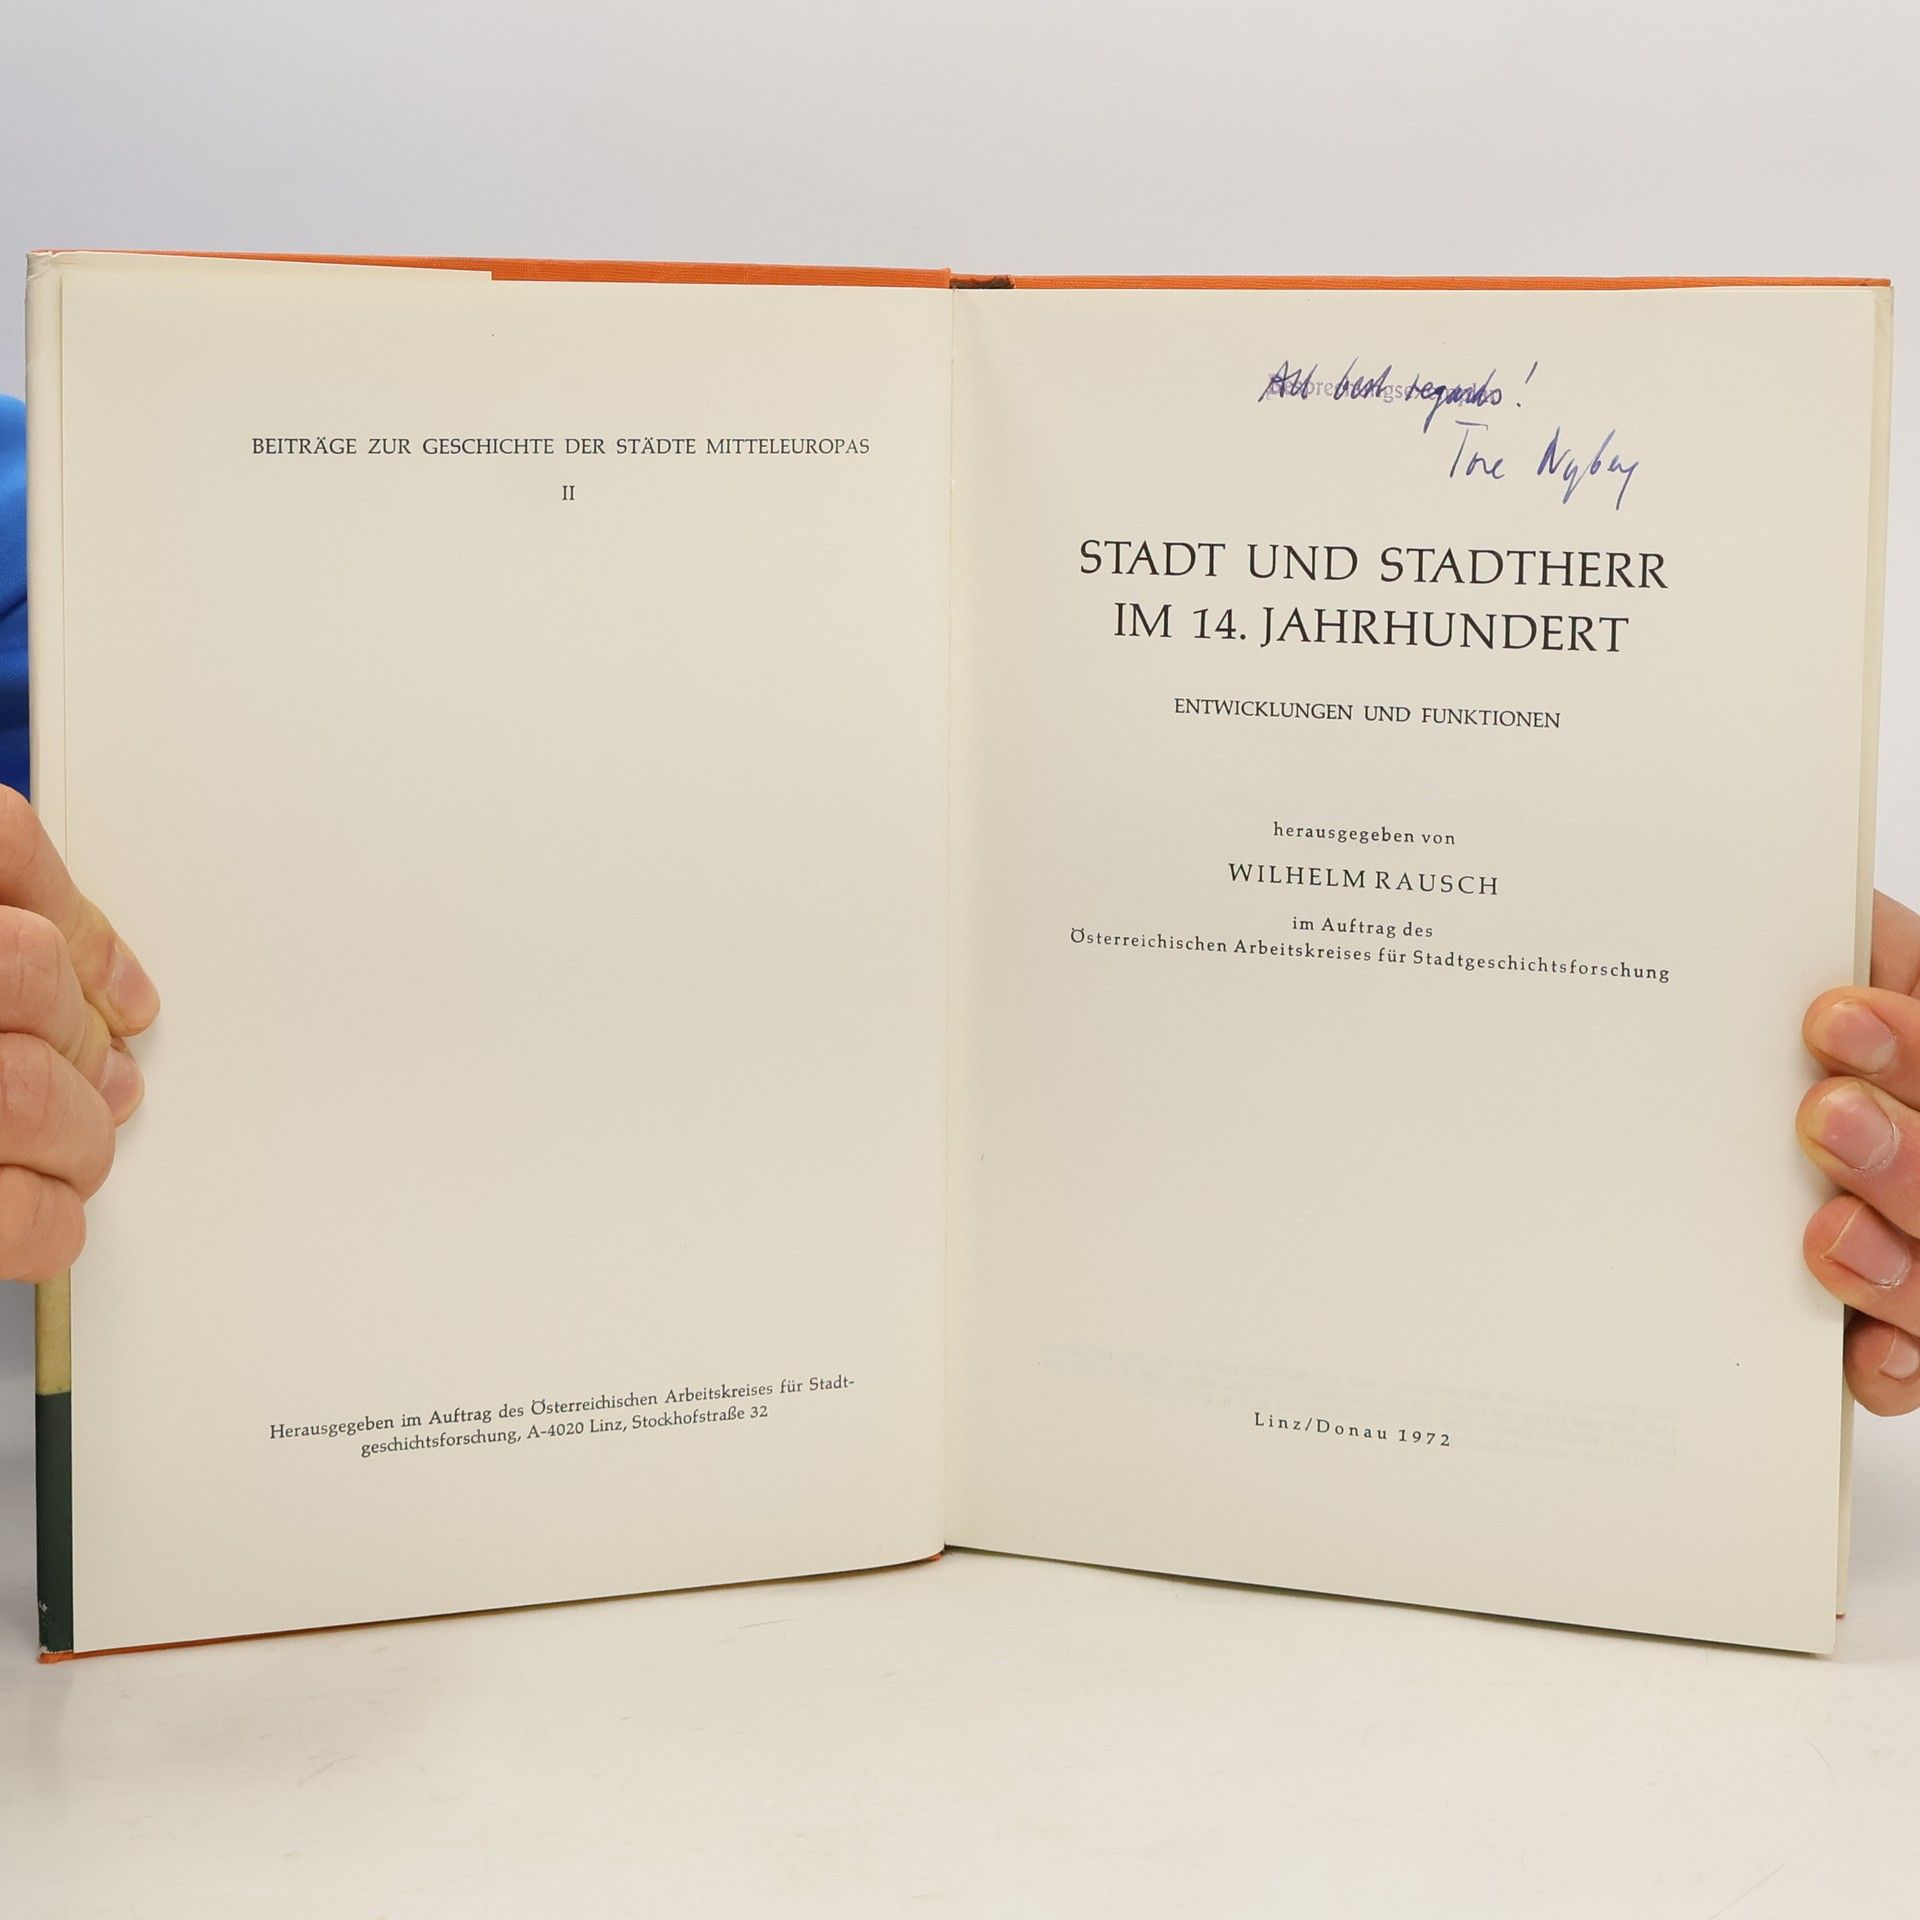 BEITRÄGE ZUR GESCHICHTE DER STÄDTE MITTELEUROPAS
II
Herausgegeben im Auftrag des Österreichischen Arbeitskreises für Stadt-
geschichtsforschung, A-4020 Linz, Stockhofstraße 32
All best regards!
Besprechungsexemplar
Tore Nyberg
STADT UND STADTHERR
IM 14. JAHRHUNDERT
ENTWICKLUNGEN UND FUNKTIONEN
herausgegeben von
WILHELM RAUSCH
im Auftrag des
Österreichischen Arbeitskreises für Stadtgeschichtsforschung
Linz/Donau 1972